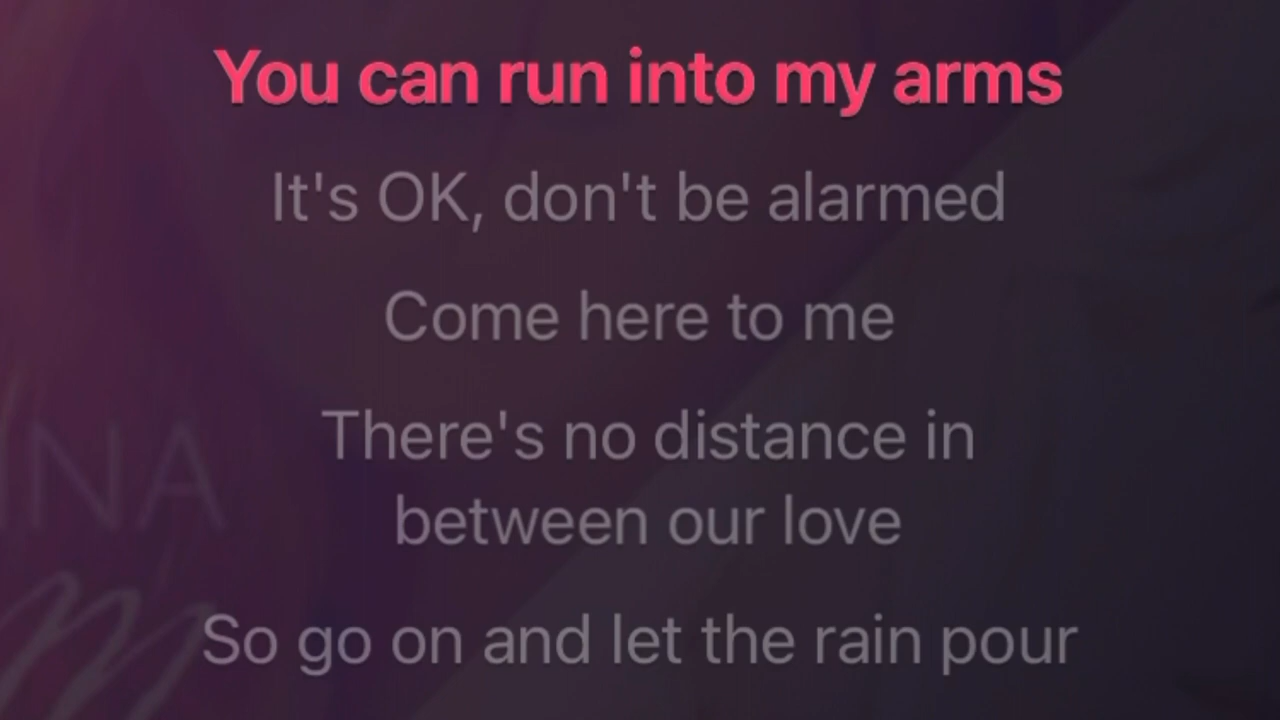 You can run into my arms
It's OK, don't be alarmed
Come here to me
There's no distance in
between our love
So go on and let the rain pour